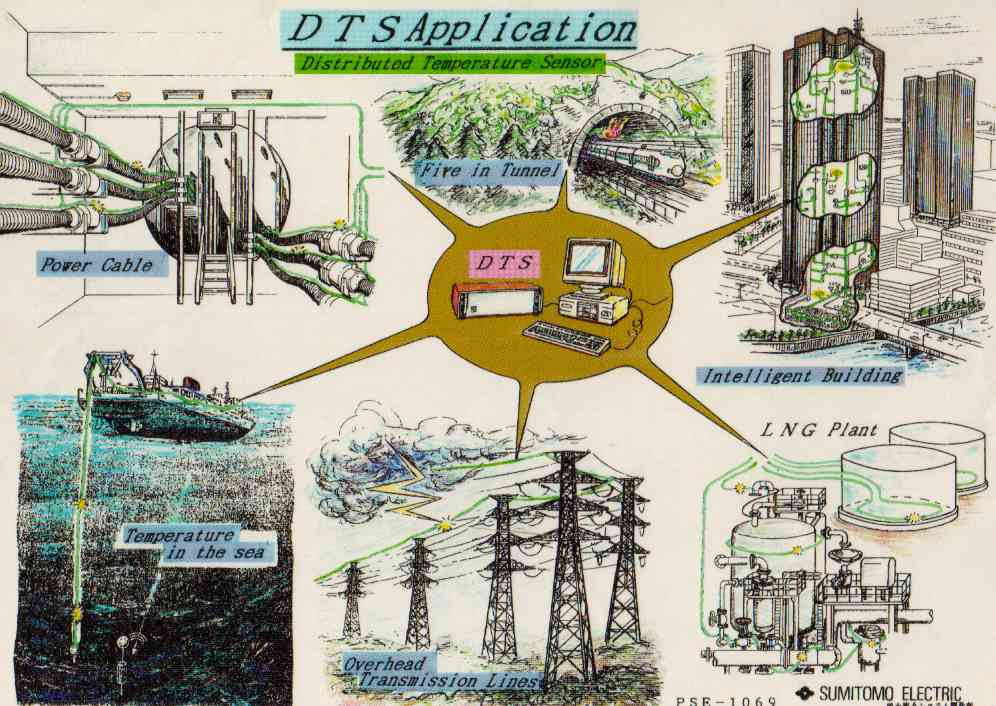 DTS Application
Distributed Temperature Sensor
Fire in Tunnel
Power Cable
DTS
Intelligent Building
LNG Plant
Temperature
in the sea
Overhead
Transmission Lines
PSE-1069
SUMITOMO ELECTRIC